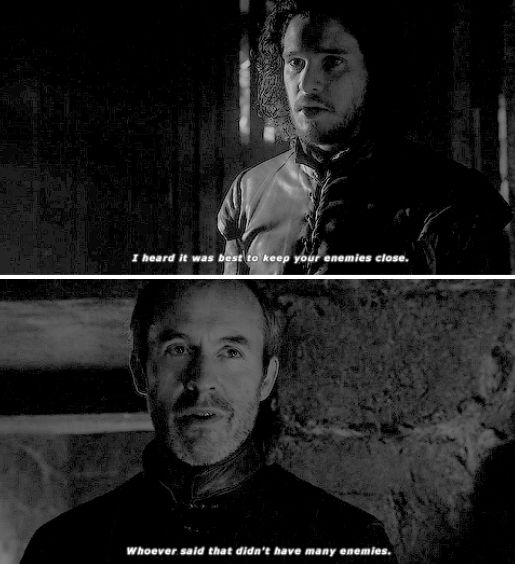 I heard it was best to keep your enemies close.
Whoever said that didn't have many enemies.